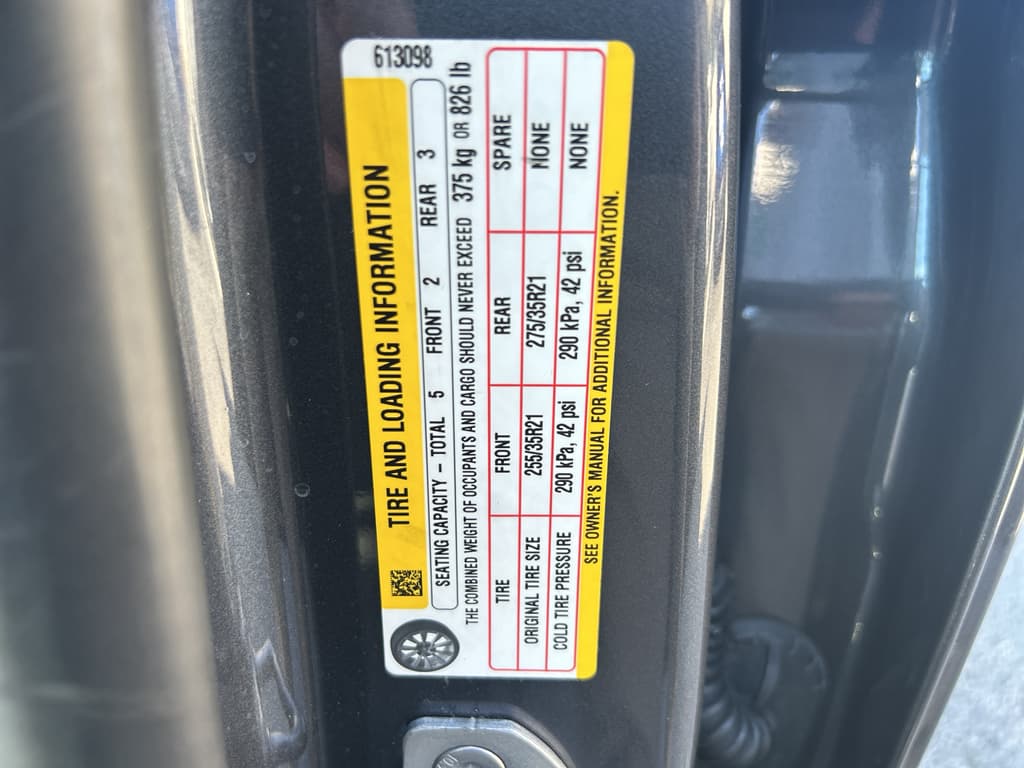 613098
TIRE AND LOADING INFORMATION
SEATING CAPACITY – TOTAL 5 FRONT 2 REAR 3
THE COMBINED WEIGHT OF OCCUPANTS AND CARGO SHOULD NEVER EXCEED 375 kg OR 826 lb
TIRE FRONT REAR SPARE
ORIGINAL TIRE SIZE 255/35R21 275/35R21 NONE
COLD TIRE PRESSURE 290 kPa, 42 psi 290 kPa, 42 psi NONE
SEE OWNER'S MANUAL FOR ADDITIONAL INFORMATION.